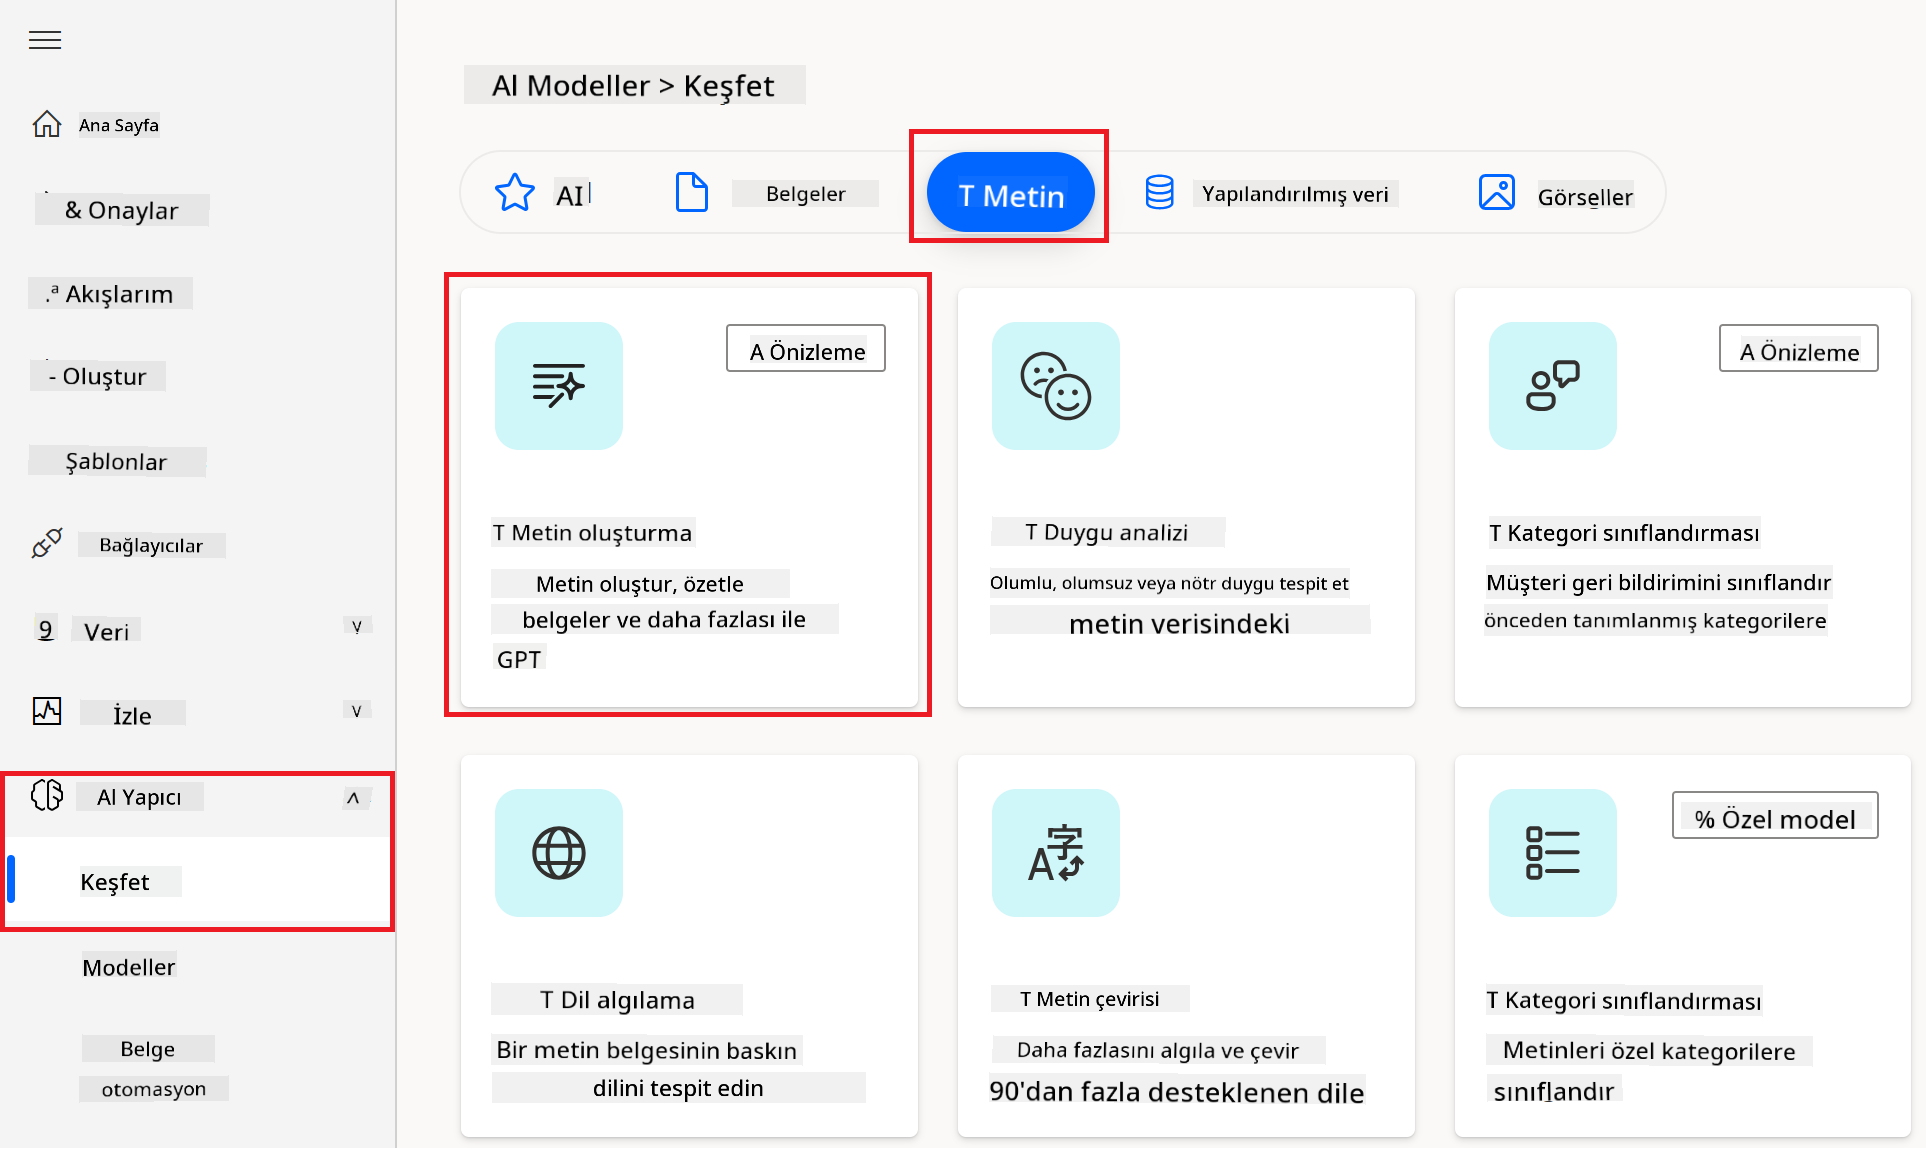 Ana Sayfa
& Onaylar
.ª Akışlarım
- Oluştur
Şablonlar
Bağlayıcılar
9 Veri
İzle
Al Yapıcı
Keşfet
Modeller
Belge
otomasyon
Al Modeller > Keşfet
AI
Belgeler
T Metin
Yapılandırılmış veri
Görseller
A Önizleme
T Metin oluşturma
Metin oluştur, özetle
belgeler ve daha fazlası ile
GPT
T Duygu analizi
Olumlu, olumsuz veya nötr duygu tespit et
metin verisindeki
A Önizleme
T Kategori sınıflandırması
Müşteri geri bildirimini sınıflandır
önceden tanımlanmış kategorilere
T Dil algılama
Bir metin belgesinin baskın
dilini tespit edin
T Metin çevirisi
Daha fazlasını algıla ve çevir
90'dan fazla desteklenen dile
% Özel model
T Kategori sınıflandırması
Metinleri özel kategorilere
sınıflandır